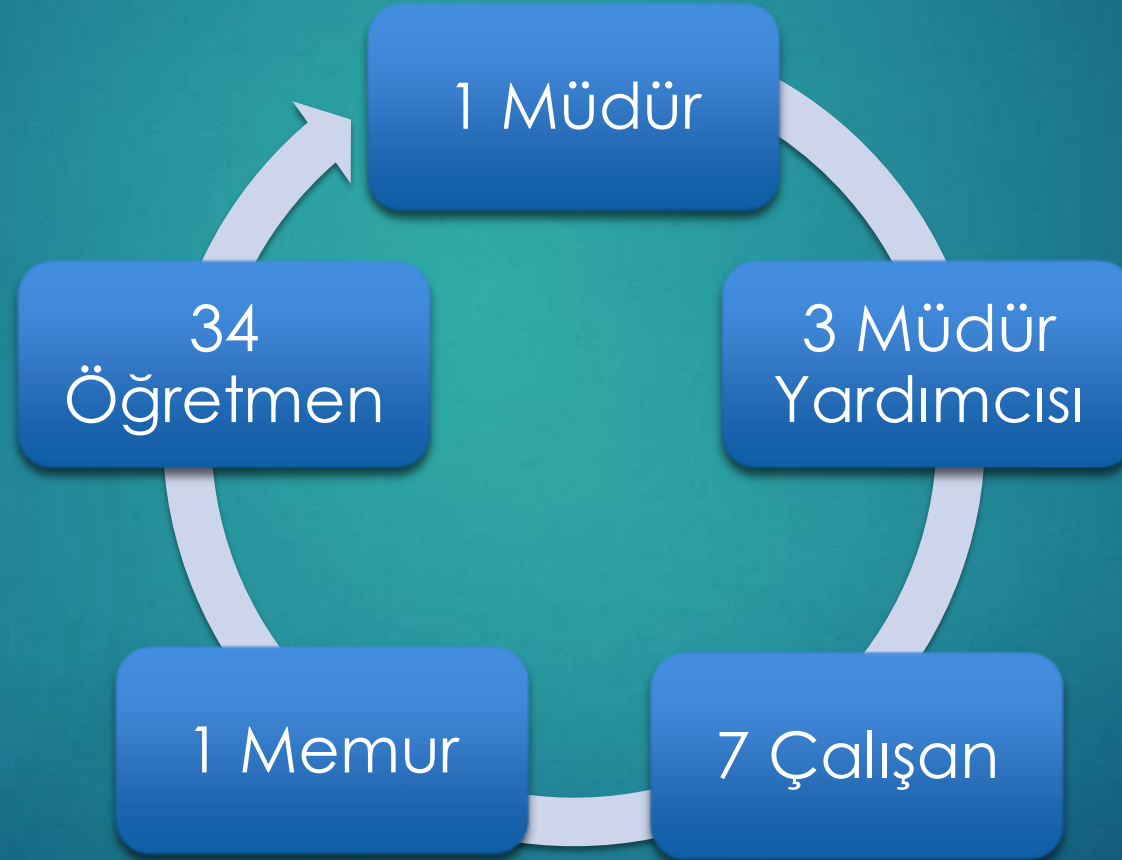 1 Müdür
3 Müdür
Yardımcısı
7 Çalışan
1 Memur
34
Öğretmen